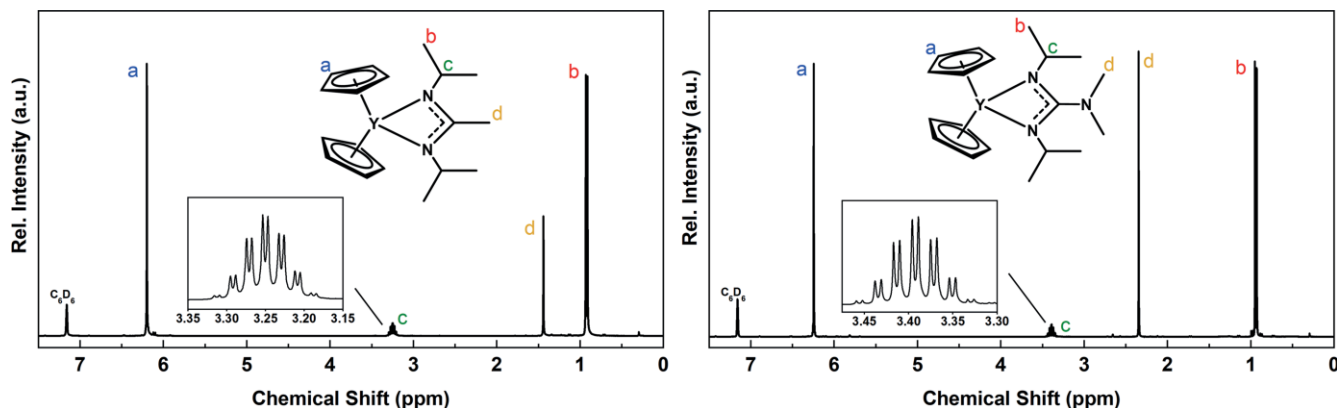 Rel. Intensity (a.u.)
a
b
a
c
N
Y
N
d
b
d
C₆D₆
c
3.35 3.30 3.25 3.20 3.15
7 6 5 4 3 2 1 0
Chemical Shift (ppm)
Rel. Intensity (a.u.)
a
b
a
c
d
N
Y
N
N
d
b
C₆D₆
c
3.45 3.40 3.35 3.30
7 6 5 4 3 2 1 0
Chemical Shift (ppm)